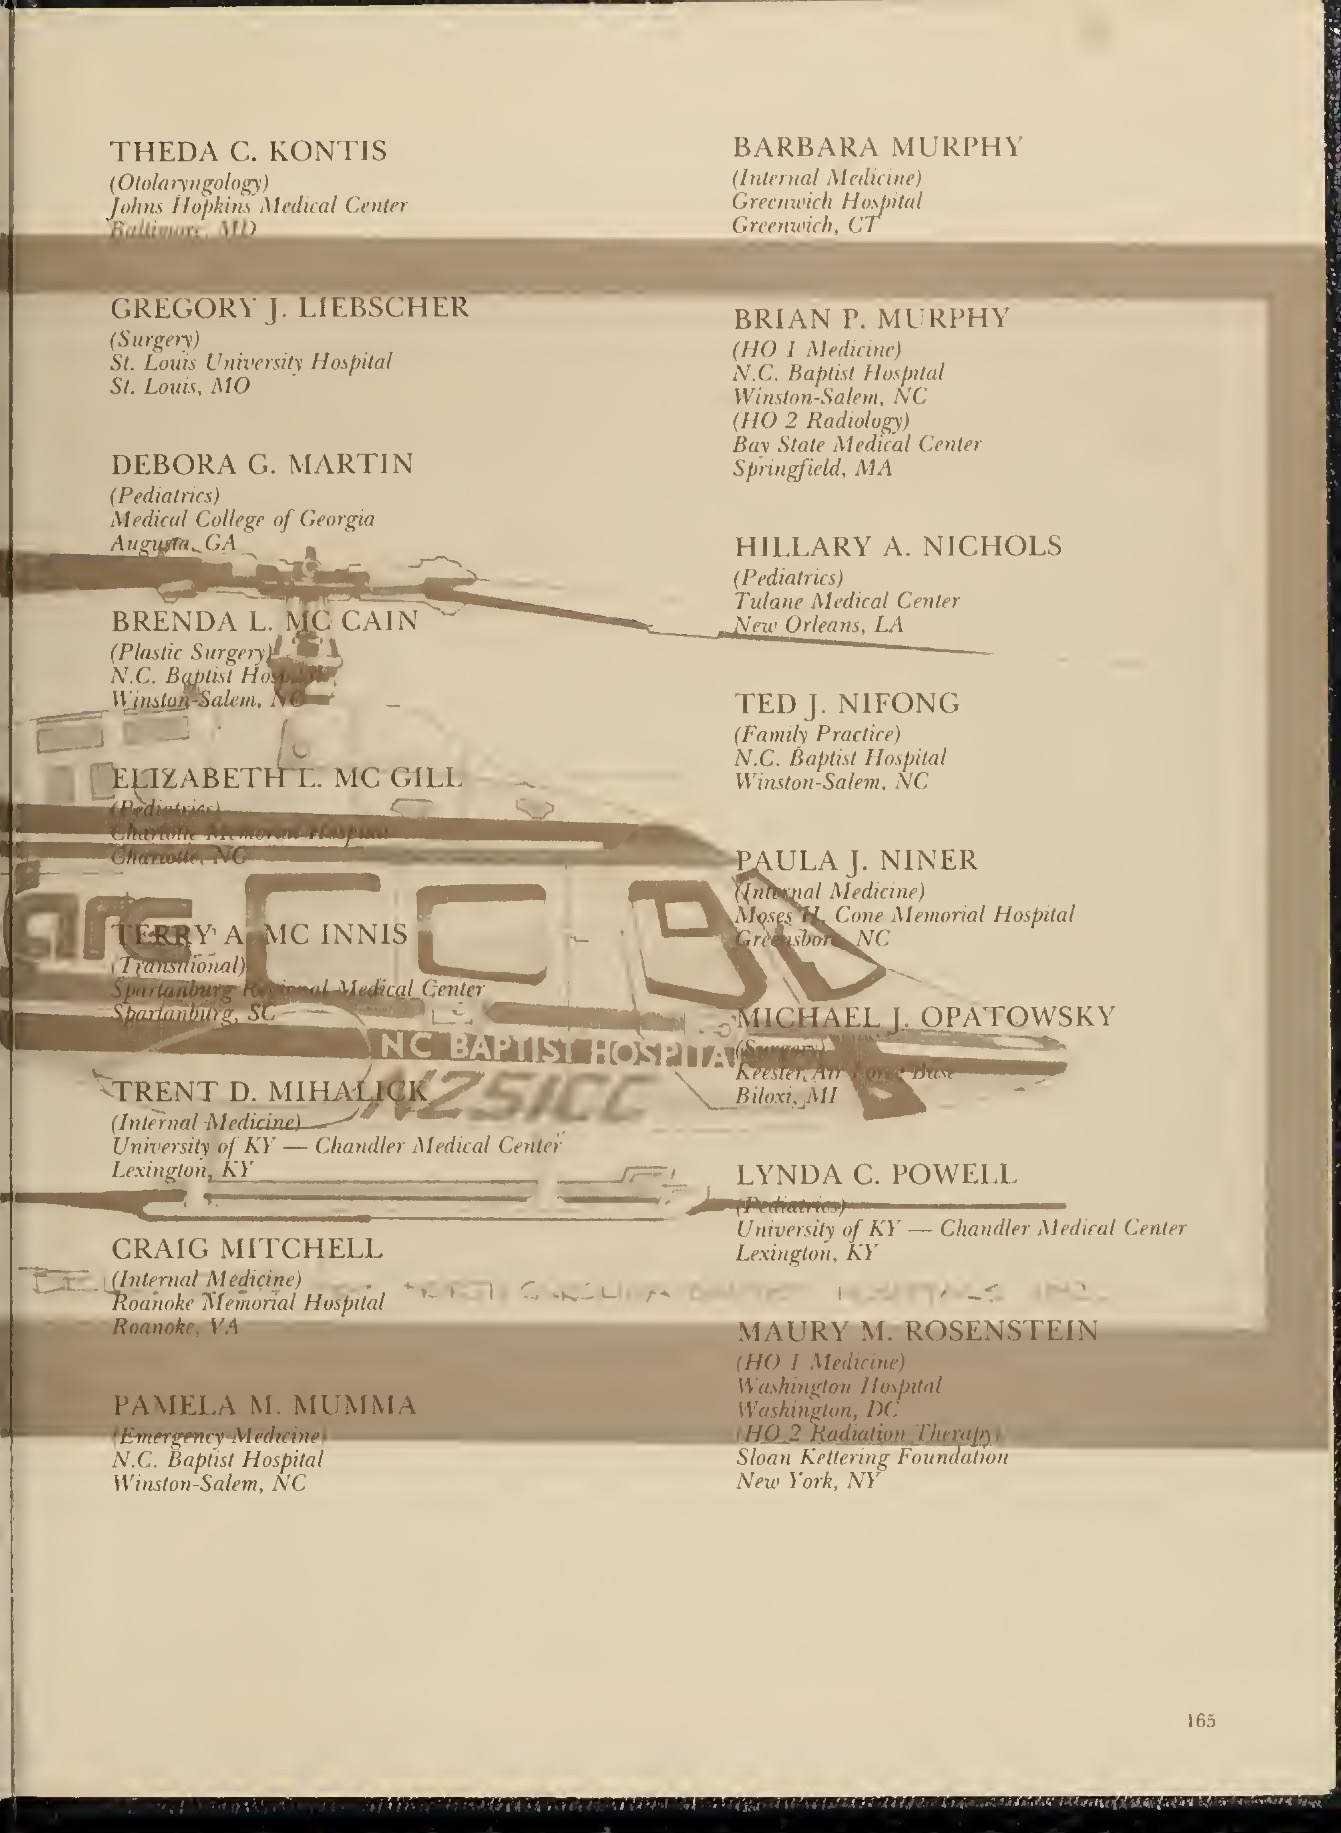 THEDA C. KONTIS
(Otolaryngology)
Johns Hopkins Medical Center
Baltimore, MD
GREGORY J. LIEBSCHER
(Surgery)
St. Louis University Hospital
St. Louis, MO
DEBORA G. MARTIN
(Pediatrics)
Medical College of Georgia
Augusta, GA
BRENDA L. MC CAIN
(Plastic Surgery)
N.C. Baptist Hospital
Winston-Salem, NC
ELIZABETH L. MC GILL
(Pediatrics)
Charlotte Memorial Hospital
Charlotte, NC
TERRY A. MC INNIS
(Transitional)
Spartanburg Regional Medical Center
Spartanburg, SC
TRENT D. MIHALICK
(Internal Medicine)
University of KY — Chandler Medical Center
Lexington, KY
CRAIG MITCHELL
(Internal Medicine)
Roanoke Memorial Hospital
Roanoke, VA
PAMELA M. MUMMA
(Emergency Medicine)
N.C. Baptist Hospital
Winston-Salem, NC
BARBARA MURPHY
(Internal Medicine)
Greenwich Hospital
Greenwich, CT
BRIAN P. MURPHY
(HO 1 Medicine)
N.C. Baptist Hospital
Winston-Salem, NC
(HO 2 Radiology)
Bay State Medical Center
Springfield, MA
HILLARY A. NICHOLS
(Pediatrics)
Tulane Medical Center
New Orleans, LA
TED J. NIFONG
(Family Practice)
N.C. Baptist Hospital
Winston-Salem, NC
PAULA J. NINER
(Internal Medicine)
Moses H. Cone Memorial Hospital
Greensboro, NC
MICHAEL J. OPATOWSKY
(Surgery)
Keesler Air Force Base
Biloxi, MI
LYNDA C. POWELL
(Pediatrics)
University of KY — Chandler Medical Center
Lexington, KY
MAURY M. ROSENSTEIN
(HO 1 Medicine)
Washington Hospital
Washington, DC
(HO 2 Radiation Therapy)
Sloan Kettering Foundation
New York, NY
are
NC BAPTIST HOSPITA
N251CC
165